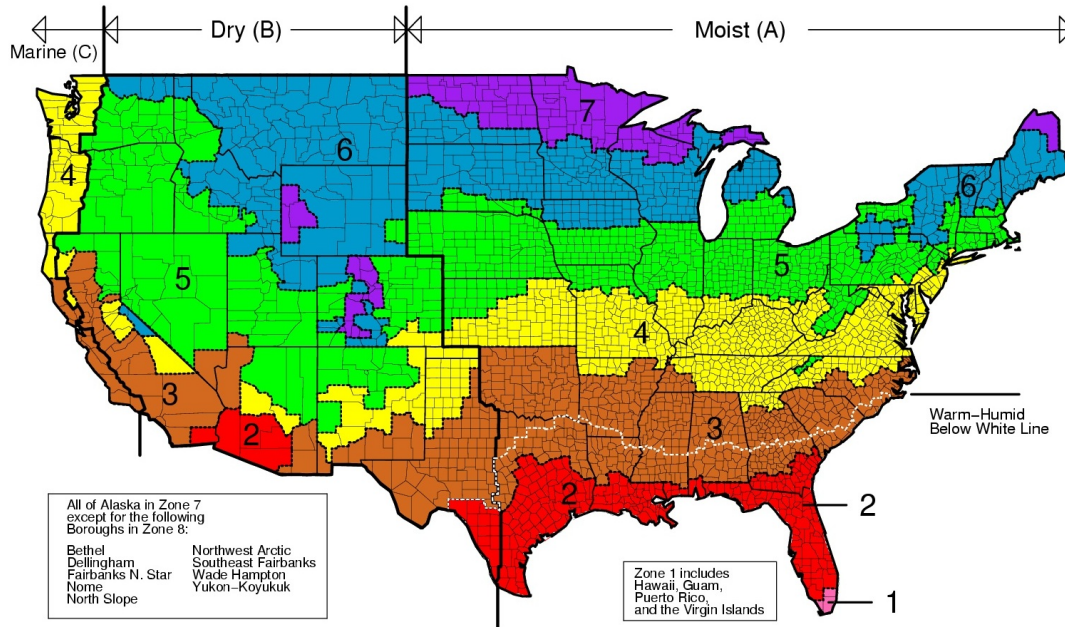 Marine (C)
Dry (B)
Moist (A)
7
6
6
4
5
5
4
3
3
2
2
Warm-Humid
Below White Line
2
1
All of Alaska in Zone 7
except for the following
Boroughs in Zone 8:
Bethel
Dellingham
Fairbanks N. Star
Nome
North Slope
Northwest Arctic
Southeast Fairbanks
Wade Hampton
Yukon-Koyukuk
Zone 1 includes
Hawaii, Guam,
Puerto Rico,
and the Virgin Islands